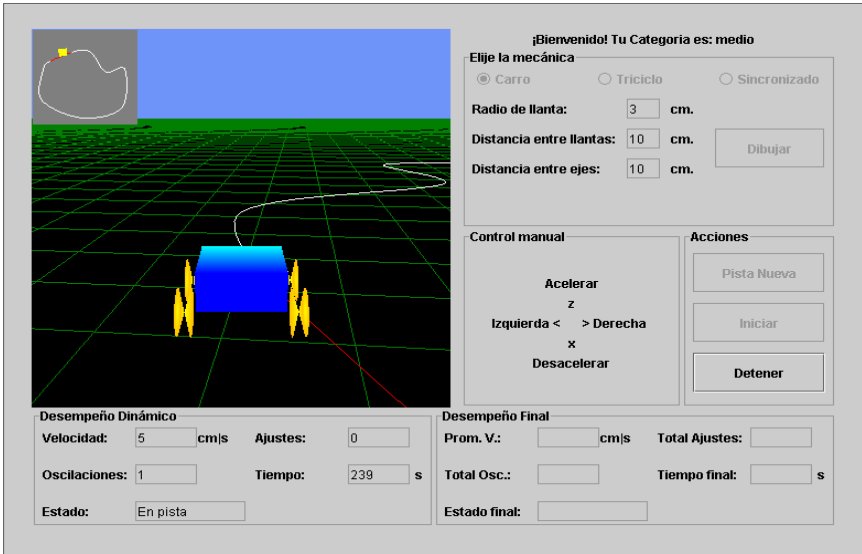 ¡Bienvenido! Tu Categoria es: medio
Elije la mecánica
Carro Triciclo Sincronizado
Radio de llanta: 3 cm.
Distancia entre llantas: 10 cm.
Dibujar
Distancia entre ejes: 10 cm.
Control manual
Acelerar
z
Izquierda < > Derecha
x
Desacelerar
Acciones
Pista Nueva
Iniciar
Detener
Desempeño Dinámico
Velocidad: 5 cm|s Ajustes: 0
Oscilaciones: 1 Tiempo: 239 s
Estado: En pista
Desempeño Final
Prom. V.: cm|s Total Ajustes:
Total Osc.: Tiempo final: s
Estado final: